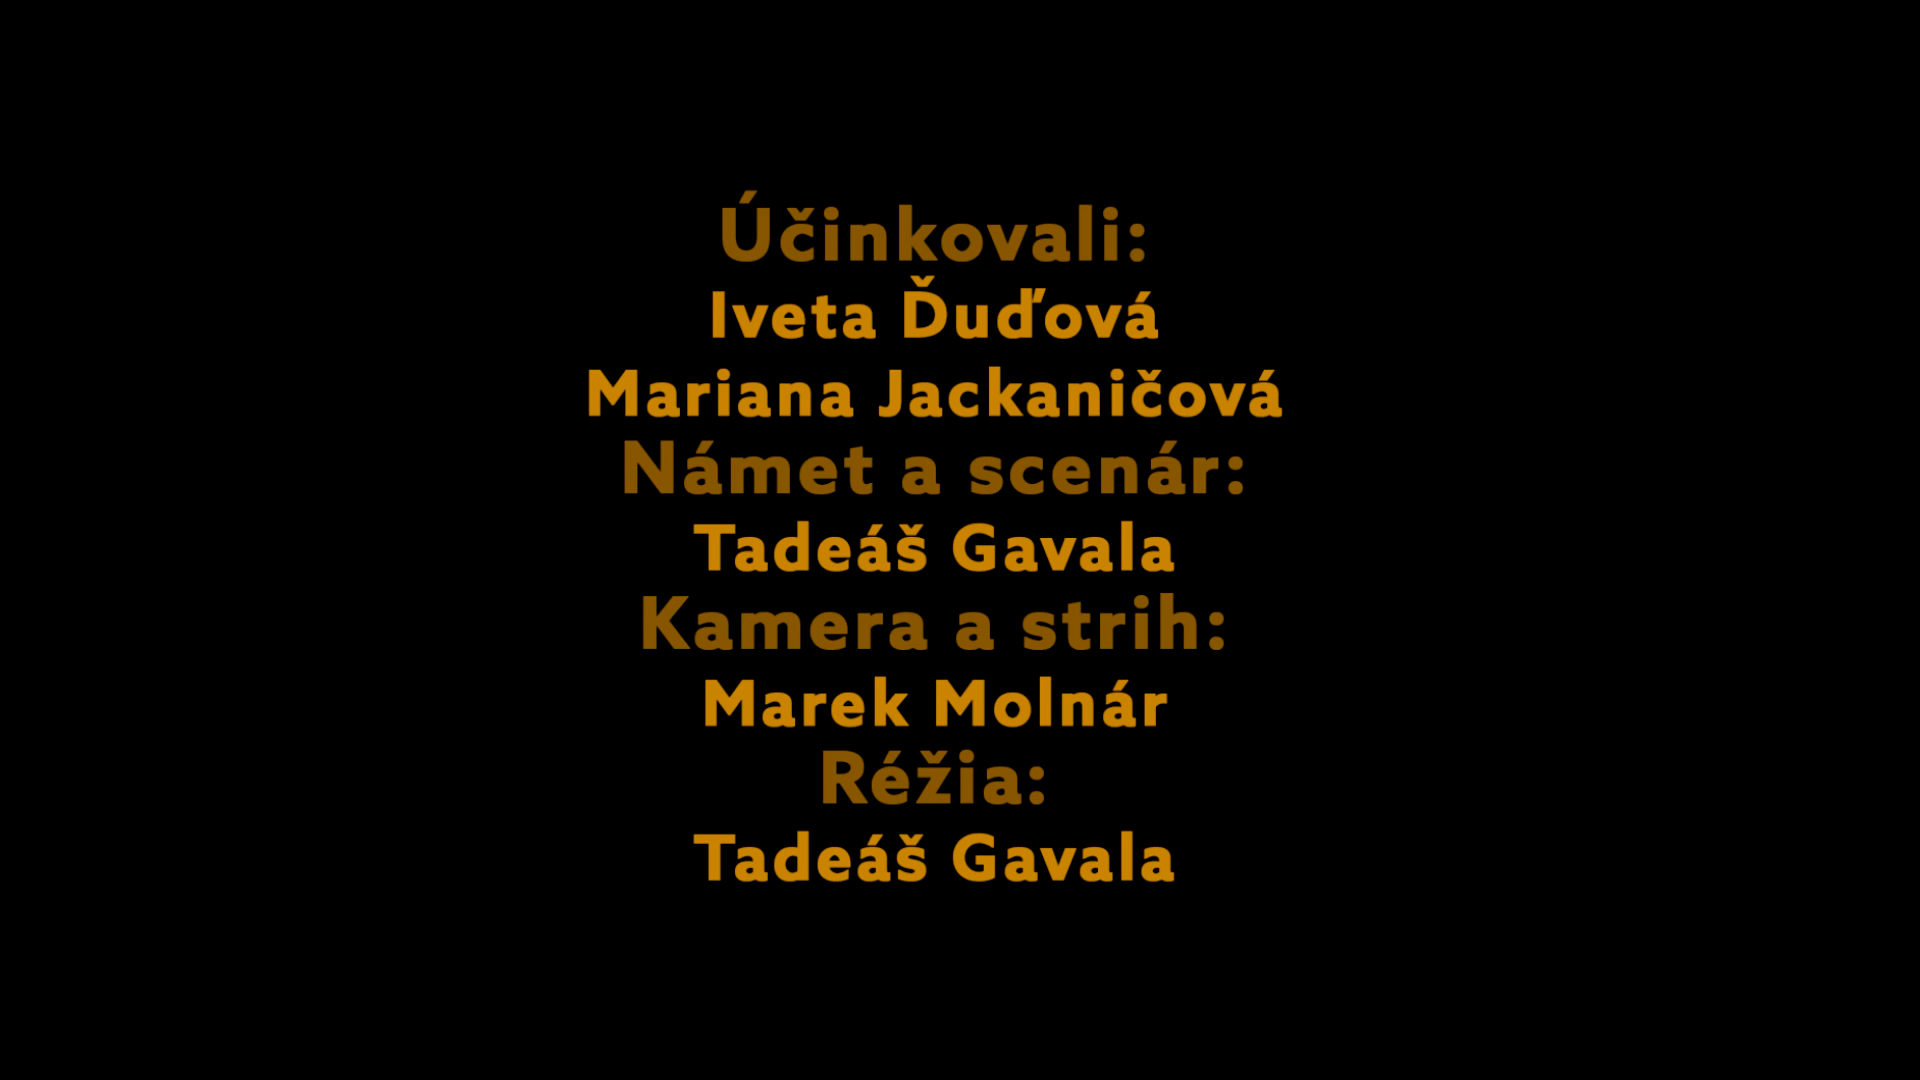 Účinkovali:
Iveta Ďuďová
Mariana Jackaničová
Námet a scenár:
Tadeáš Gavala
Kamera a strih:
Marek Molnár
Réžia:
Tadeáš Gavala